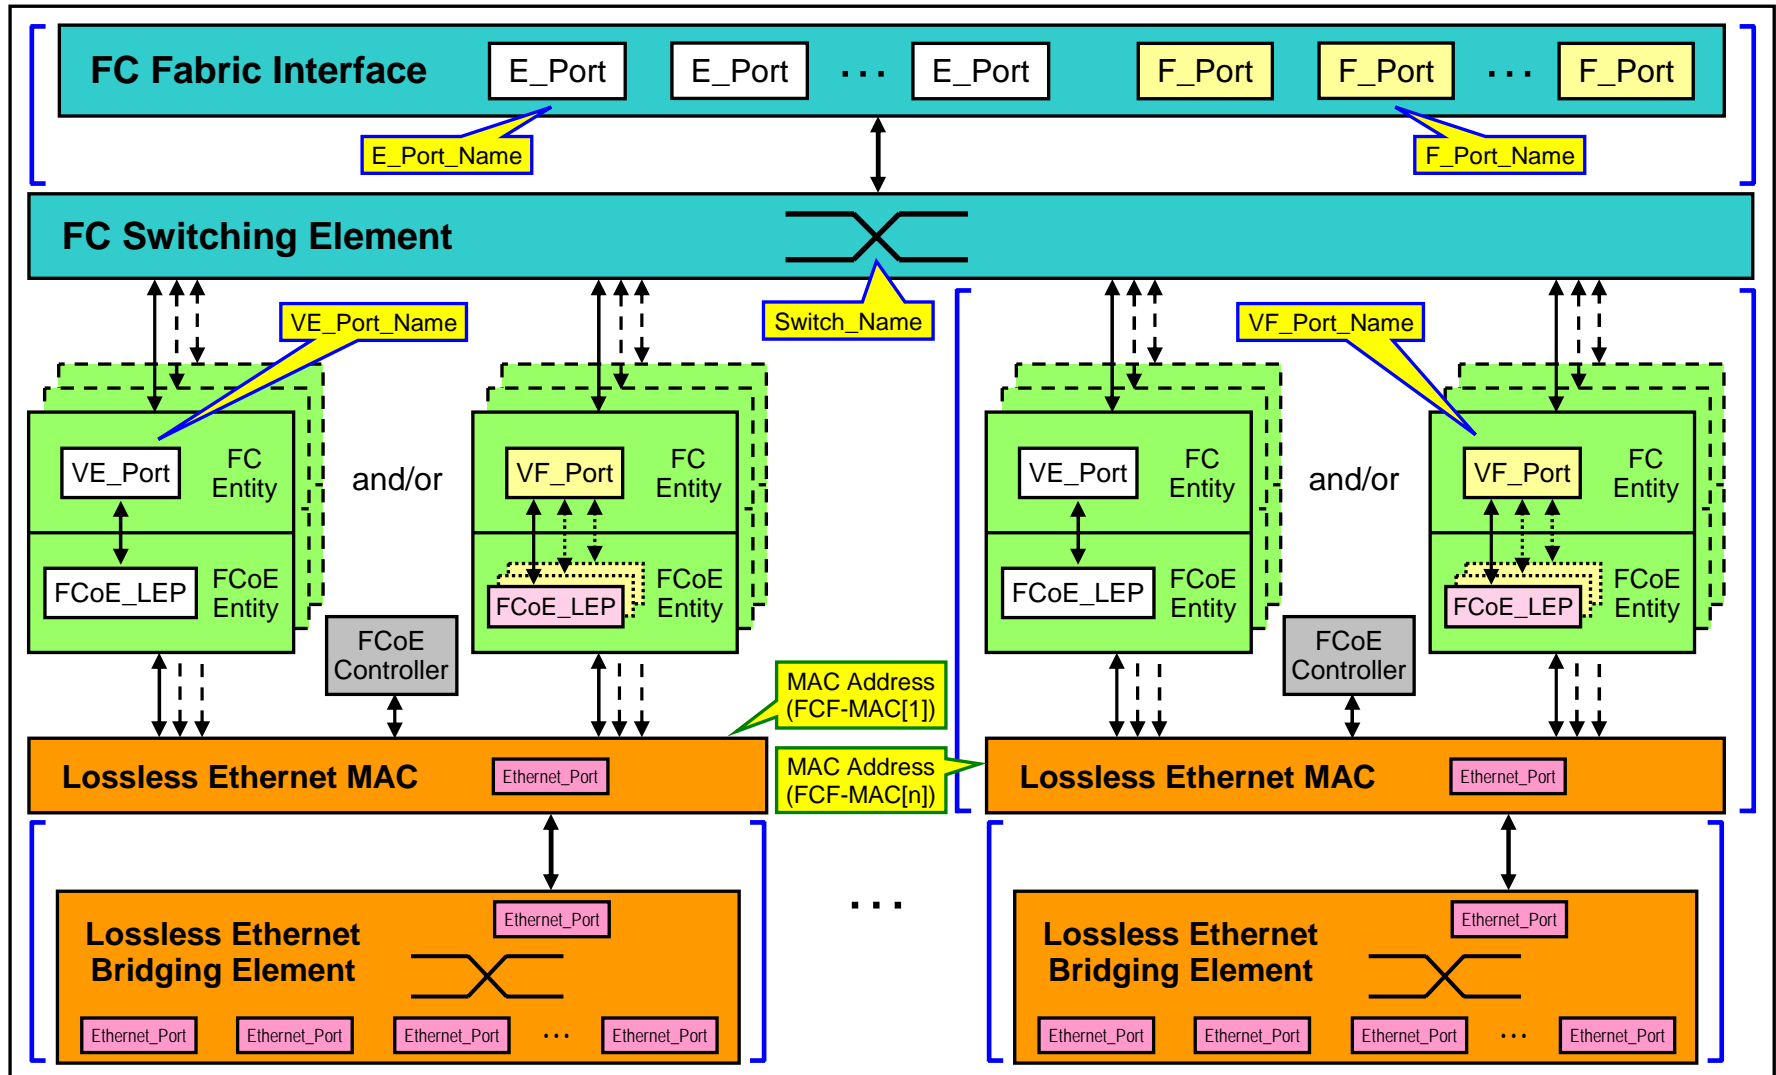 FC Fabric Interface
E_Port
E_Port
...
E_Port
F_Port
F_Port
...
F_Port
E_Port_Name
F_Port_Name
FC Switching Element
VE_Port_Name
Switch_Name
VF_Port_Name
VE_Port
FC
Entity
and/or
VF_Port
FC
Entity
VE_Port
FC
Entity
and/or
VF_Port
FC
Entity
FCoE_LEP
FCoE
Entity
FCoE_LEP
FCoE
Entity
FCoE_LEP
FCoE
Entity
FCoE_LEP
FCoE
Entity
FCoE
Controller
FCoE
Controller
MAC Address
(FCF-MAC[1])
Lossless Ethernet MAC
Ethernet_Port
MAC Address
(FCF-MAC[n])
Lossless Ethernet MAC
Ethernet_Port
Ethernet_Port
Lossless Ethernet
Bridging Element
Ethernet_Port
Ethernet_Port
Ethernet_Port
...
Ethernet_Port
...
Ethernet_Port
Lossless Ethernet
Bridging Element
Ethernet_Port
Ethernet_Port
Ethernet_Port
...
Ethernet_Port